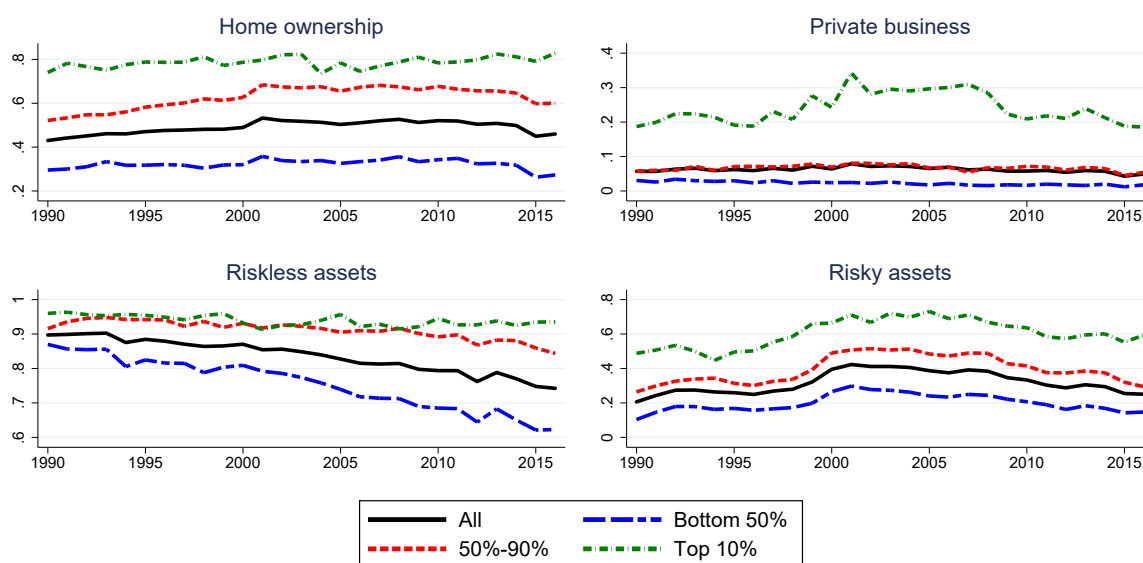 Home ownership
.8
.6
.4
.2
1990 1995 2000 2005 2010 2015
Private business
.4
.3
.2
.1
0
1990 1995 2000 2005 2010 2015
Riskless assets
1
.9
.8
.7
.6
1990 1995 2000 2005 2010 2015
Risky assets
.8
.6
.4
.2
0
1990 1995 2000 2005 2010 2015
All Bottom 50%
50%-90% Top 10%